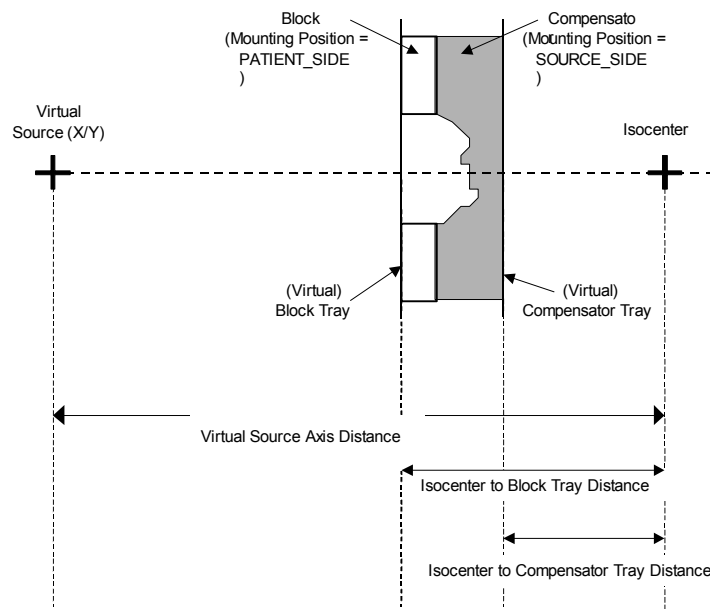 Block
(Mounting Position =
PATIENT_SIDE
)
Compensato
r
(Mounting Position =
SOURCE_SIDE
)
Virtual
Source (X/Y)
Isocenter
(Virtual)
Block Tray
(Virtual)
Compensator Tray
Virtual Source Axis Distance
Isocenter to Block Tray Distance
Isocenter to Compensator Tray Distance